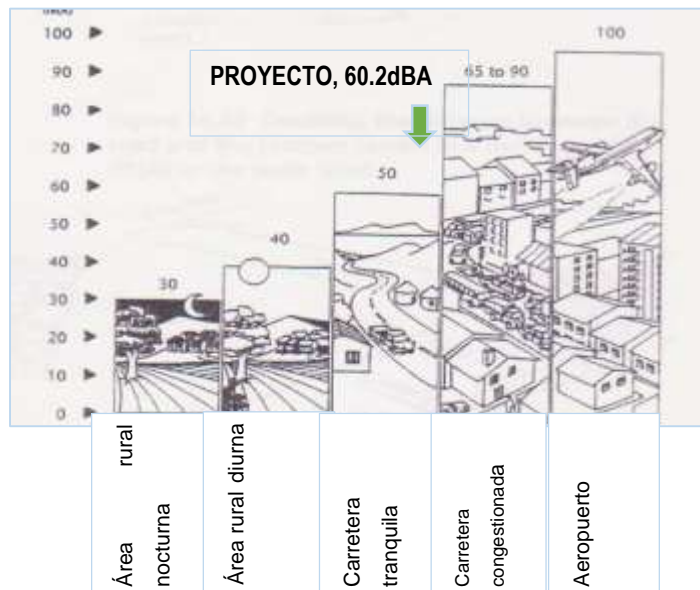 100
90
80
70
60
50
40
30
20
10
0
PROYECTO, 60.2dBA
30
40
50
65 to 90
100
Área rural
nocturna
Área rural diurna
Carretera
tranquila
Carretera
congestionada
Aeropuerto